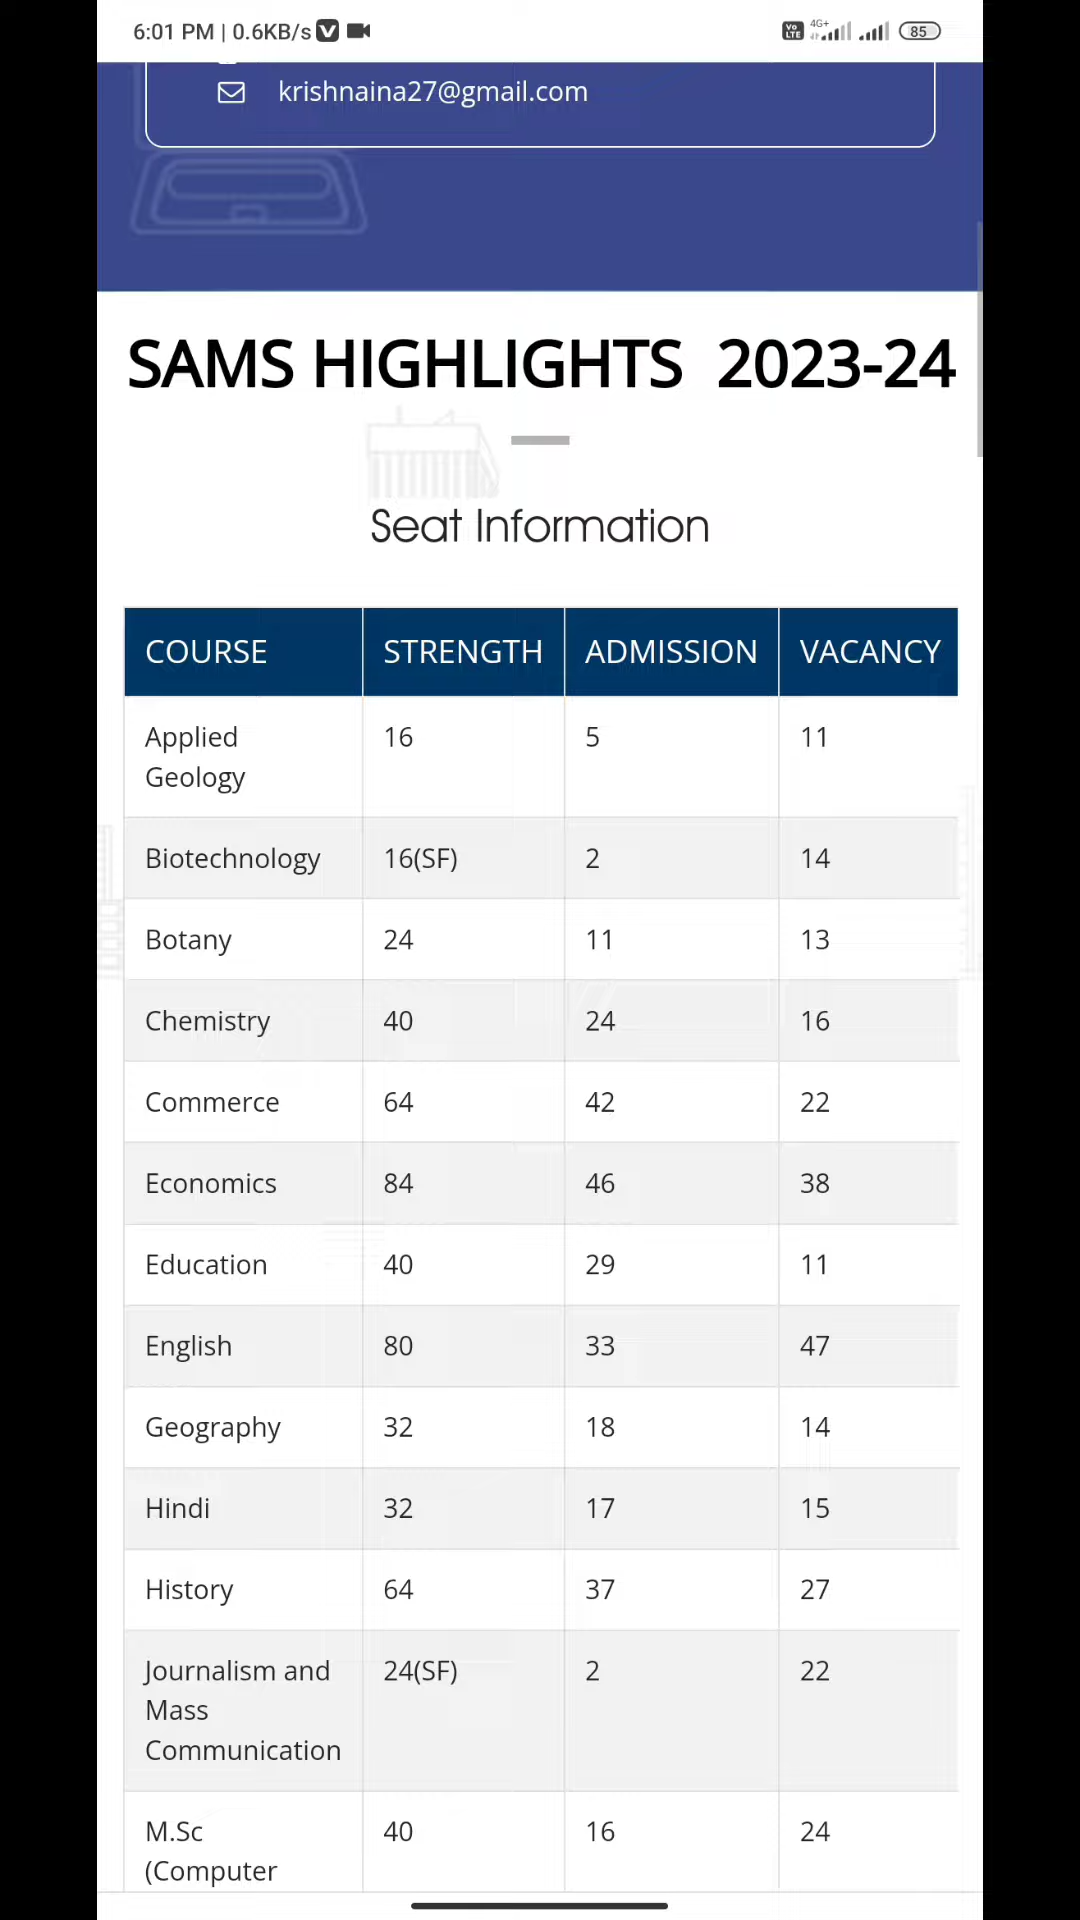 6:01 PM | 0.6KB/s
Vo LTE 4G+ 85
krishnaina27@gmail.com
SAMS HIGHLIGHTS 2023-24
Seat Information
COURSE STRENGTH ADMISSION VACANCY
Applied 16 5 11
Geology
Biotechnology 16(SF) 2 14
Botany 24 11 13
Chemistry 40 24 16
Commerce 64 42 22
Economics 84 46 38
Education 40 29 11
English 80 33 47
Geography 32 18 14
Hindi 32 17 15
History 64 37 27
Journalism and 24(SF) 2 22
Mass
Communication
M.Sc 40 16 24
(Computer